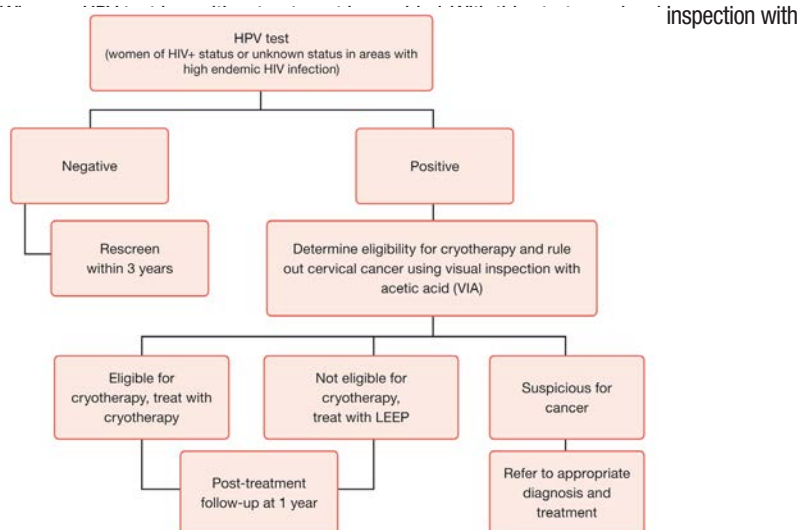 inspection with
HPV test
(women of HIV+ status or unknown status in areas with
high endemic HIV infection)
Negative
Positive
Rescreen
within 3 years
Determine eligibility for cryotherapy and rule
out cervical cancer using visual inspection with
acetic acid (VIA)
Eligible for
cryotherapy, treat with
cryotherapy
Not eligible for
cryotherapy,
treat with LEEP
Suspicious for
cancer
Post-treatment
follow-up at 1 year
Refer to appropriate
diagnosis and
treatment